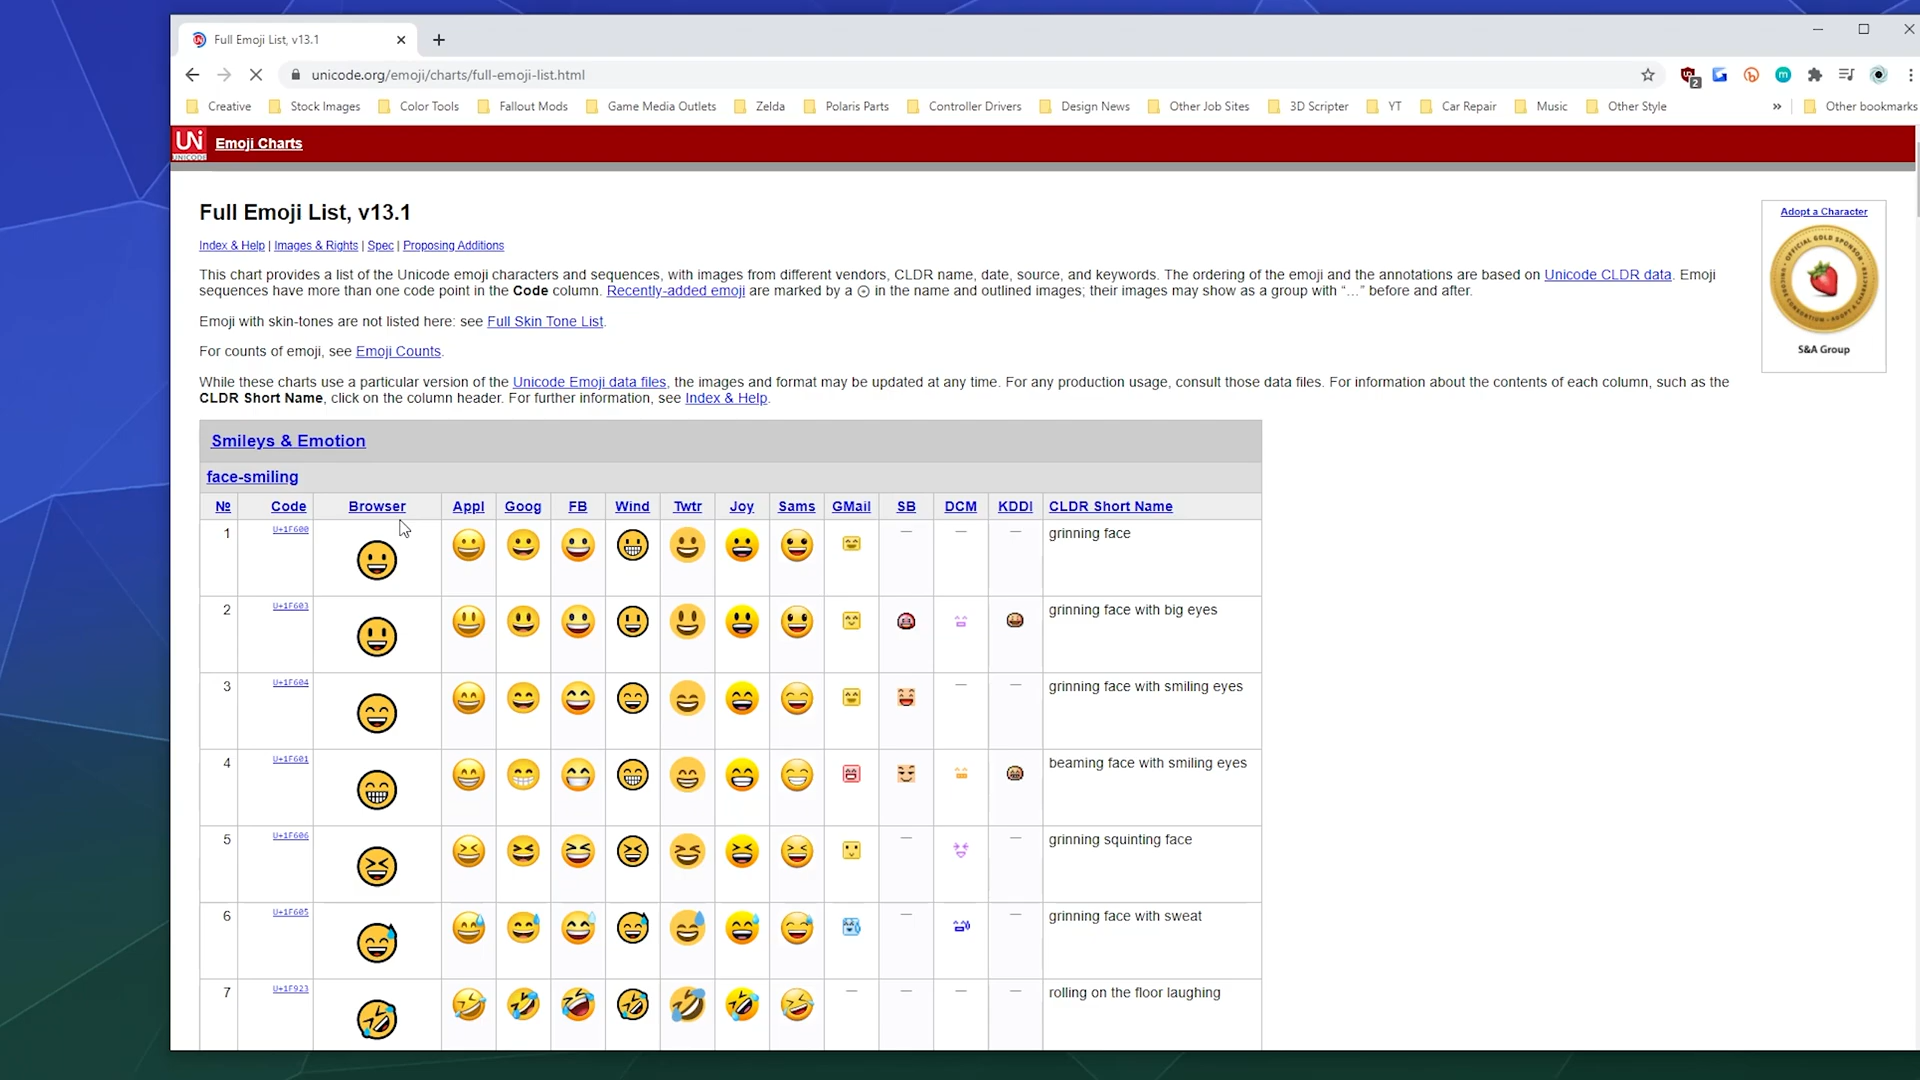 Full Emoji List, v13.1
unicode.org/emoji/charts/full-emoji-list.html
2
Creative Stock Images Color Tools Fallout Mods Game Media Outlets Zelda Polaris Parts Controller Drivers Design News Other Job Sites 3D Scripter YT Car Repair Music Other Style » Other bookmarks
UNi
UNICODE
Emoji Charts
Full Emoji List, v13.1
Index & Help | Images & Rights | Spec | Proposing Additions
This chart provides a list of the Unicode emoji characters and sequences, with images from different vendors, CLDR name, date, source, and keywords. The ordering of the emoji and the annotations are based on Unicode CLDR data. Emoji
sequences have more than one code point in the Code column. Recently-added emoji are marked by a ⊙ in the name and outlined images; their images may show as a group with “…” before and after.
Emoji with skin-tones are not listed here: see Full Skin Tone List.
For counts of emoji, see Emoji Counts.
While these charts use a particular version of the Unicode Emoji data files, the images and format may be updated at any time. For any production usage, consult those data files. For information about the contents of each column, such as the
CLDR Short Name, click on the column header. For further information, see Index & Help.
Adopt a Character
OFFICIAL GOLD SPONSOR
S&A Group
Smileys & Emotion
face-smiling
№ Code Browser Appl Goog FB Wind Twtr Joy Sams GMail SB DCM KDDI CLDR Short Name
1 U+1F600 — — — grinning face
2 U+1F603 grinning face with big eyes
3 U+1F604 — — grinning face with smiling eyes
4 U+1F601 beaming face with smiling eyes
5 U+1F606 — — grinning squinting face
6 U+1F605 — — grinning face with sweat
7 U+1F923 — — — — rolling on the floor laughing